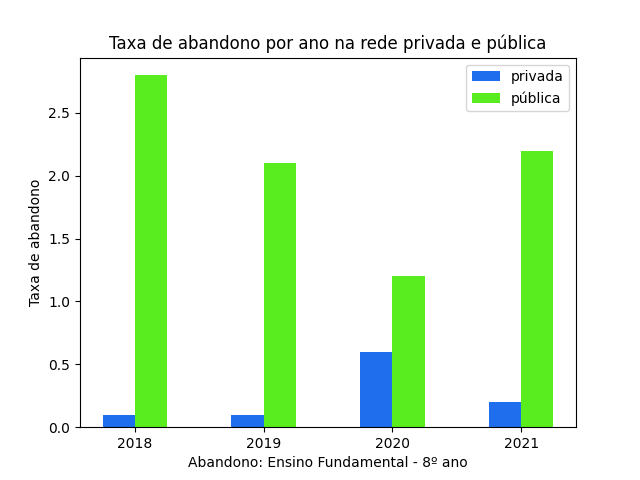 Taxa de abandono por ano na rede privada e pública
privada
pública
Taxa de abandono
2.5
2.0
1.5
1.0
0.5
0.0
2018 2019 2020 2021
Abandono: Ensino Fundamental - 8º ano